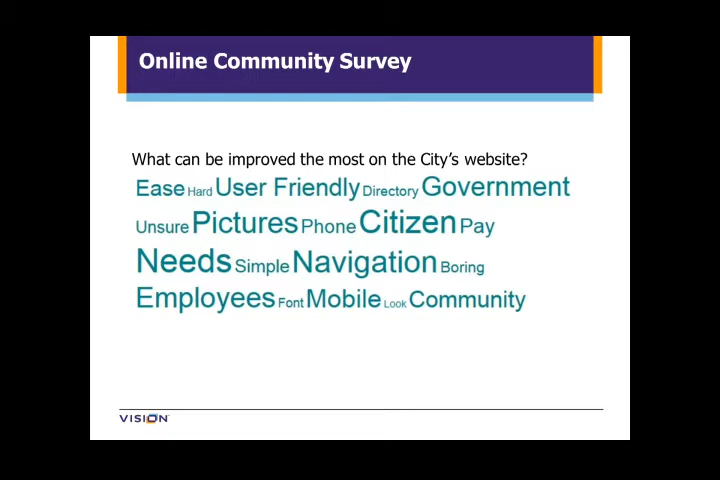 Online Community Survey
What can be improved the most on the City's website?
Ease Hard User Friendly Directory Government
Unsure Pictures Phone Citizen Pay
Needs Simple Navigation Boring
Employees Font Mobile Look Community
VISION